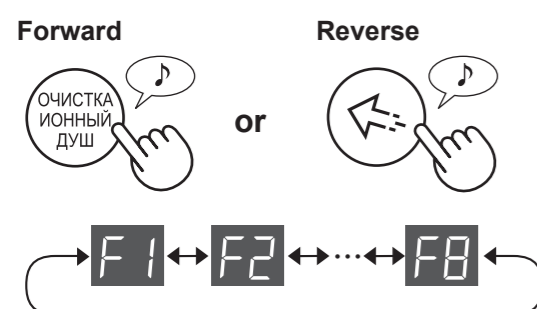 Forward
Reverse
ОЧИСТКА
ИОННЫЙ
ДУШ
or
F1
F2
...
F8